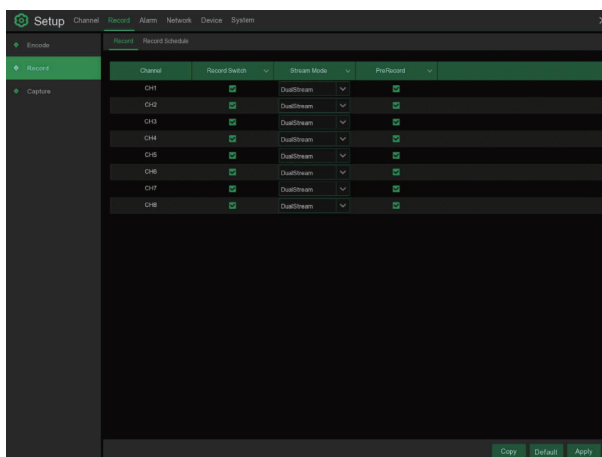 Setup Channel Record Alarm Network Device System
Encode
Record
Capture
Record Record Schedule
Channel Record Switch Stream Mode PreRecord
CH1 DualStream
CH2 DualStream
CH3 DualStream
CH4 DualStream
CH5 DualStream
CH6 DualStream
CH7 DualStream
CH8 DualStream
Copy Default Apply